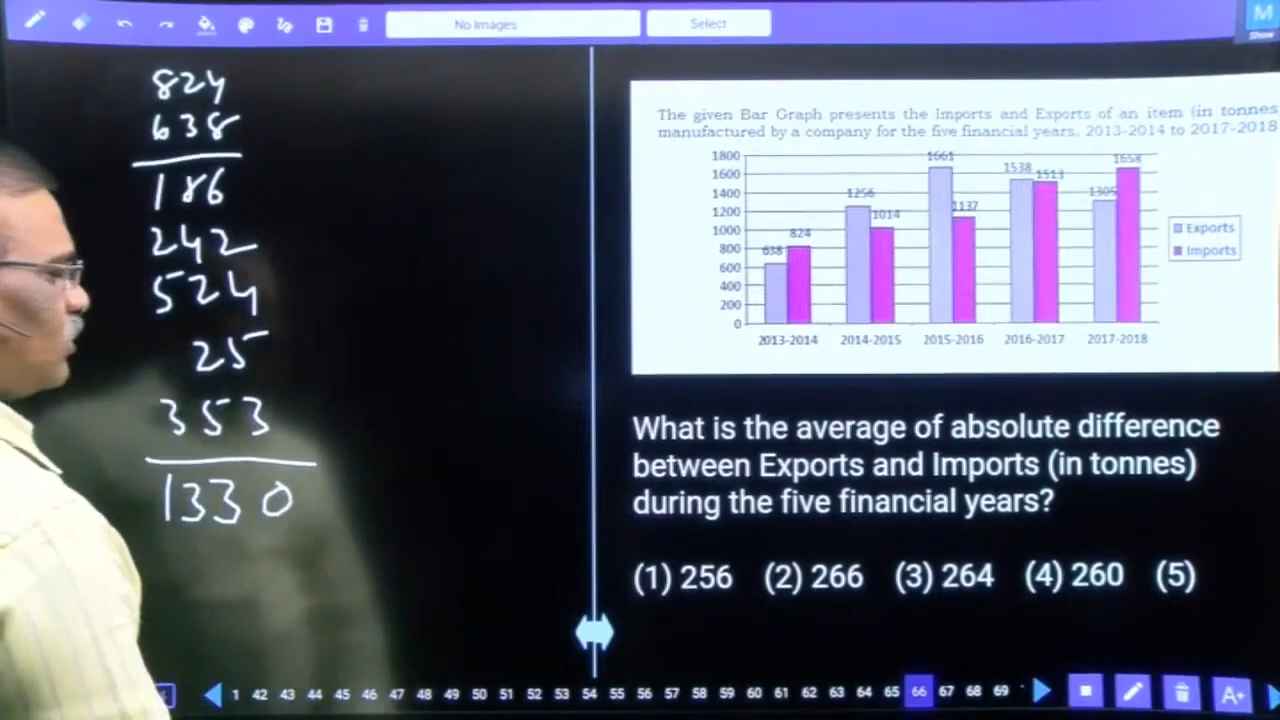 No Images
Select
M
Show
824
638
186
242
524
25
353
1330
The given Bar Graph presents the Imports and Exports of an item (in tonnes
manufactured by a company for the five financial years, 2013-2014 to 2017-2018
1800
1600
1400
1200
1000
800
600
400
200
0
638
824
1256
1014
1661
1137
1538
1513
1305
1658
2013-2014
2014-2015
2015-2016
2016-2017
2017-2018
Exports
Imports
What is the average of absolute difference
between Exports and Imports (in tonnes)
during the five financial years?
(1) 256 (2) 266 (3) 264 (4) 260 (5)
1 42 43 44 45 46 47 48 49 50 51 52 53 54 55 56 57 58 59 60 61 62 63 64 65 66 67 68 69
A+